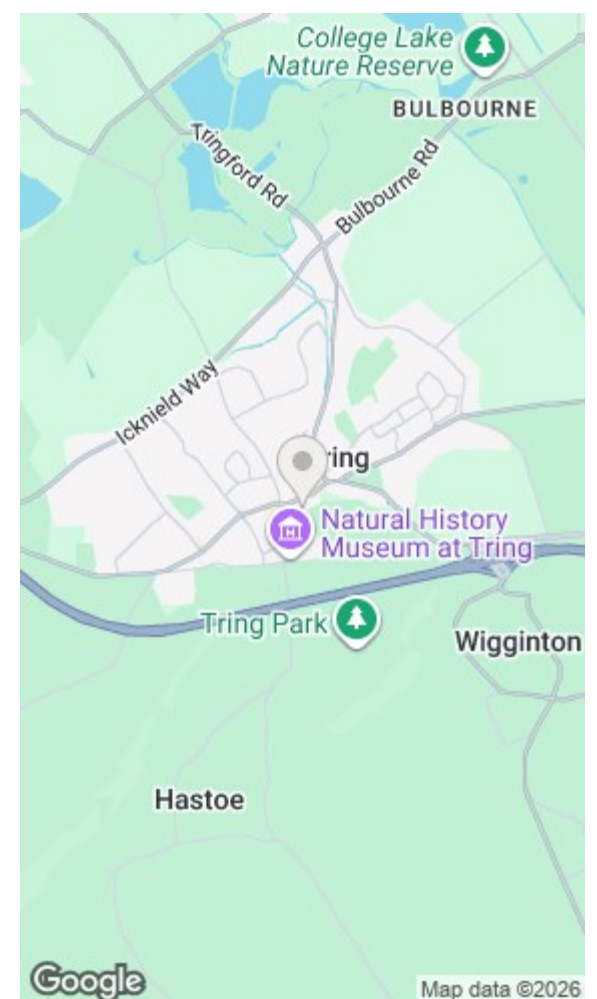 College Lake
Nature Reserve
BULBOURNE
Tringford Rd
Bulbourne Rd
Icknield Way
ring
Natural History
Museum at Tring
Tring Park
Wigginton
Hastoe
Google
Map data ©2026